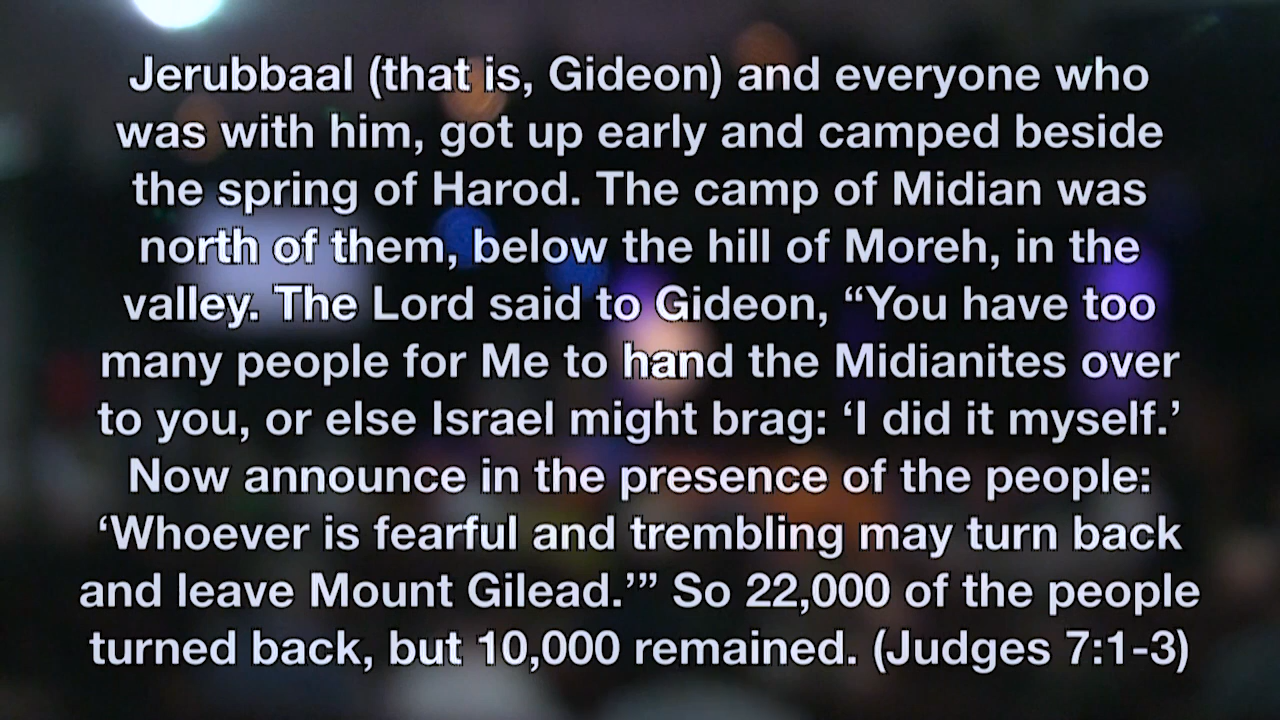 Jerubbaal (that is, Gideon) and everyone who
was with him, got up early and camped beside
the spring of Harod. The camp of Midian was
north of them, below the hill of Moreh, in the
valley. The Lord said to Gideon, “You have too
many people for Me to hand the Midianites over
to you, or else Israel might brag: ‘I did it myself.’
Now announce in the presence of the people:
‘Whoever is fearful and trembling may turn back
and leave Mount Gilead.’” So 22,000 of the people
turned back, but 10,000 remained. (Judges 7:1-3)